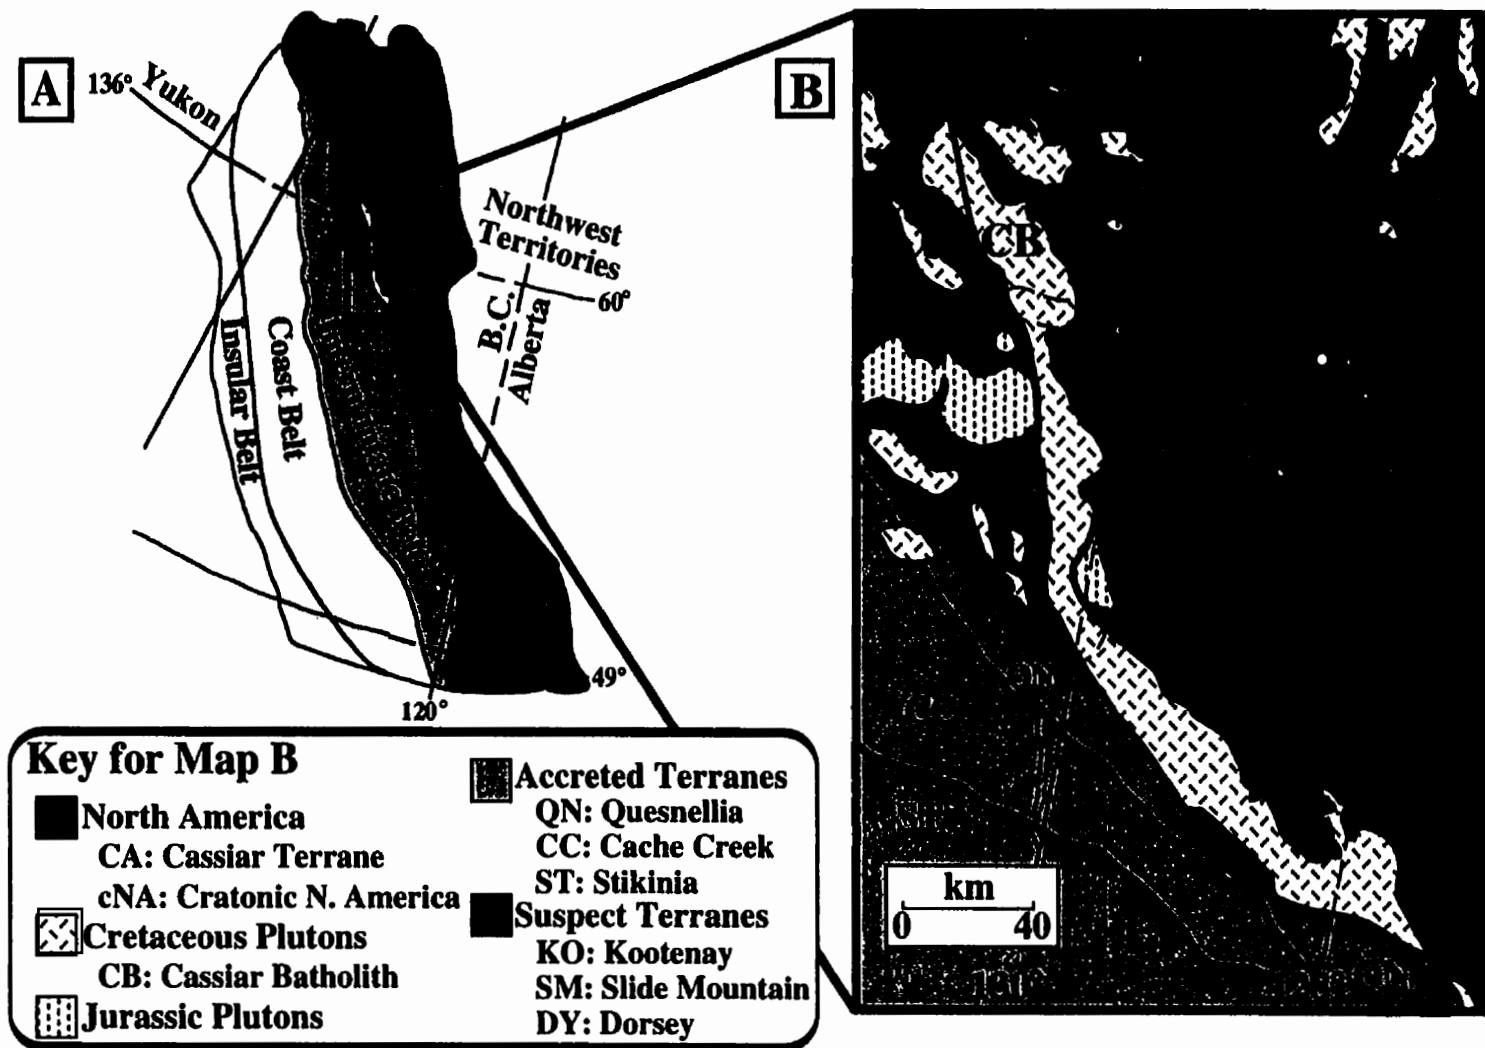 A
136°
Yukon
Northwest
Territories
60°
B.C.
Alberta
Coast Belt
Insular Belt
49°
120°
B
CB
km
0 40
Key for Map B
North America
CA: Cassiar Terrane
cNA: Cratonic N. America
Cretaceous Plutons
CB: Cassiar Batholith
Jurassic Plutons
Accreted Terranes
QN: Quesnellia
CC: Cache Creek
ST: Stikinia
Suspect Terranes
KO: Kootenay
SM: Slide Mountain
DY: Dorsey